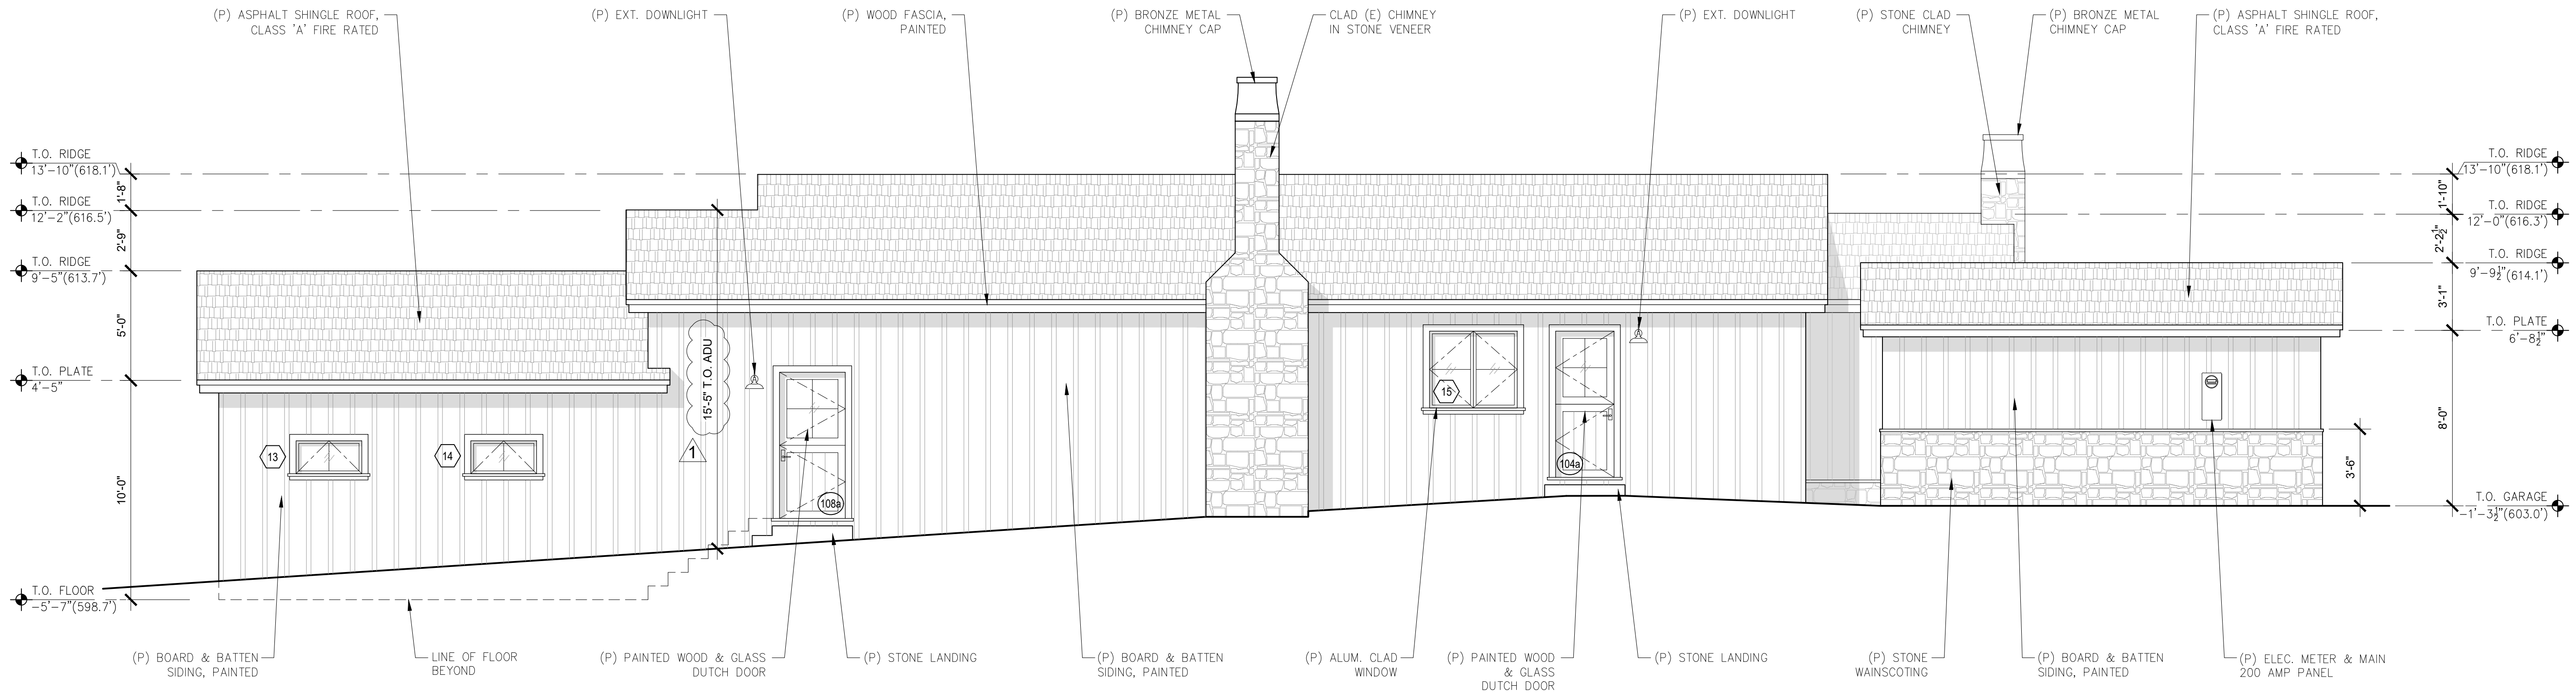 (P) ASPHALT SHINGLE ROOF,
CLASS 'A' FIRE RATED
(P) EXT. DOWNLIGHT
(P) WOOD FASCIA,
PAINTED
(P) BRONZE METAL
CHIMNEY CAP
CLAD (E) CHIMNEY
IN STONE VENEER
(P) EXT. DOWNLIGHT
(P) STONE CLAD
CHIMNEY
(P) BRONZE METAL
CHIMNEY CAP
(P) ASPHALT SHINGLE ROOF,
CLASS 'A' FIRE RATED
T.O. RIDGE
13'-10"(618.1')
1'-8"
T.O. RIDGE
12'-2"(616.5')
2'-9"
T.O. RIDGE
9'-5"(613.7')
5'-0"
T.O. PLATE
4'-5"
10'-0"
T.O. FLOOR
-5'-7"(598.7')
13
14
15'-5" T.O. ADU
1
108a
15
104a
T.O. RIDGE
13'-10"(618.1')
1'-10"
T.O. RIDGE
12'-0"(616.3')
2'-2½"
T.O. RIDGE
9'-9½"(614.1')
3'-1"
T.O. PLATE
6'-8½"
8'-0"
3'-6"
T.O. GARAGE
-1'-3½"(603.0')
(P) BOARD & BATTEN
SIDING, PAINTED
LINE OF FLOOR
BEYOND
(P) PAINTED WOOD & GLASS
DUTCH DOOR
(P) STONE LANDING
(P) BOARD & BATTEN
SIDING, PAINTED
(P) ALUM. CLAD
WINDOW
(P) PAINTED WOOD
& GLASS
DUTCH DOOR
(P) STONE LANDING
(P) STONE
WAINSCOTING
(P) BOARD & BATTEN
SIDING, PAINTED
(P) ELEC. METER & MAIN
200 AMP PANEL